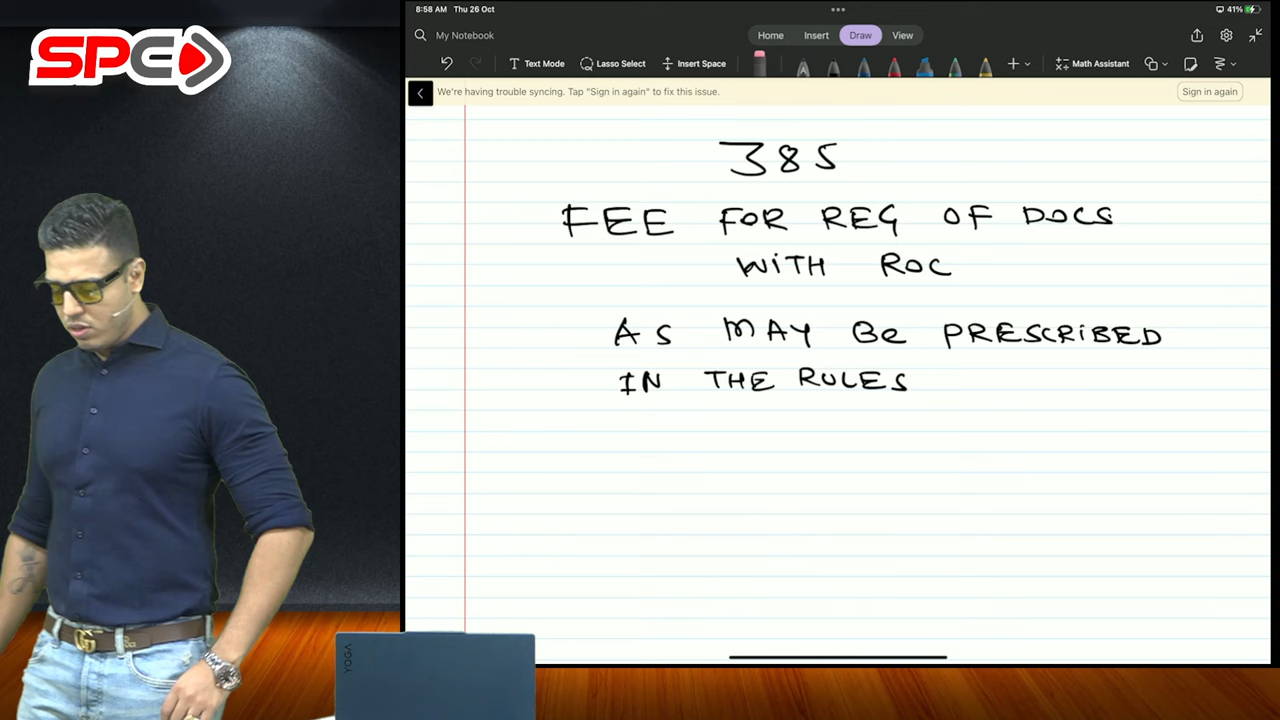 SPE
8:58 AM Thu 26 Oct
41%
My Notebook
Home Insert Draw View
Text Mode Lasso Select Insert Space Math Assistant
We're having trouble syncing. Tap "Sign in again" to fix this issue. Sign in again
385
FEE FOR REG OF DOCS
WITH ROC
AS MAY BE PRESCRIBED
IN THE RULES
YOGA